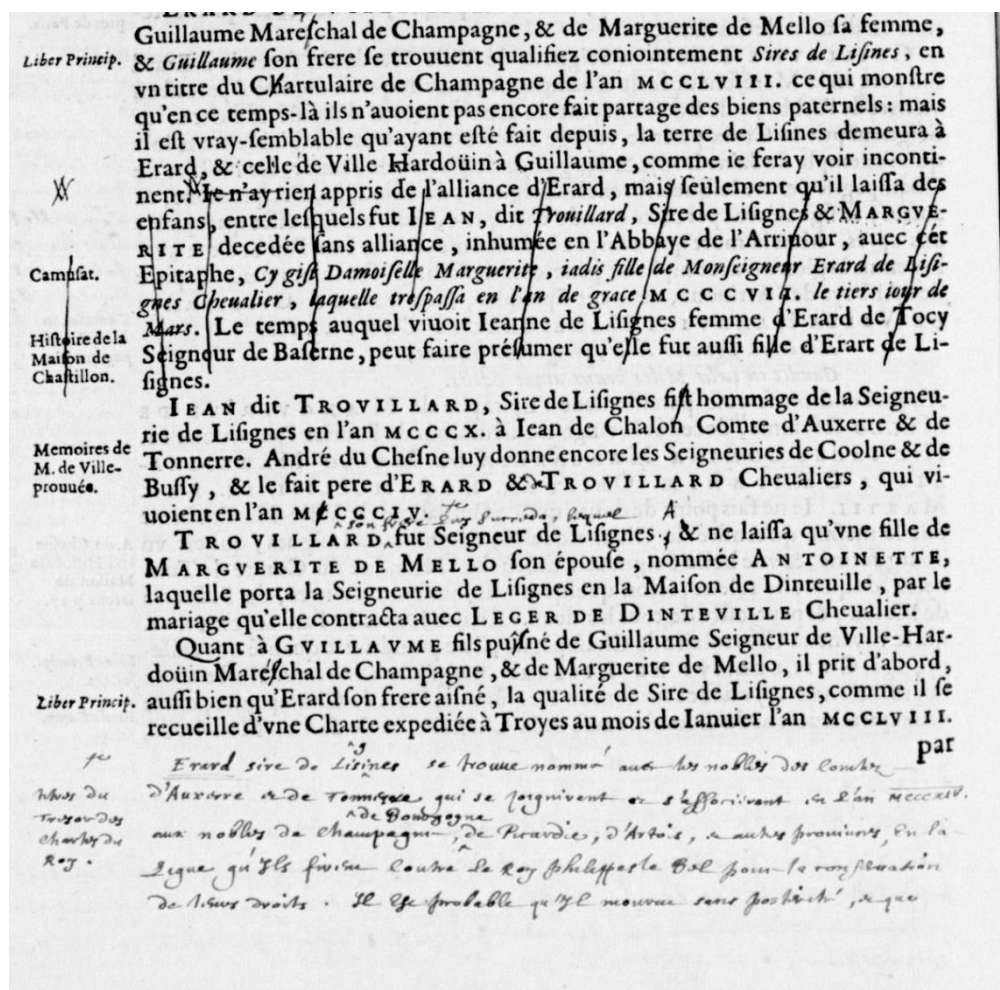 Guillaume Mareſchal de Champagne, & de Marguerite de Mello ſa femme,
Liber Princip.
& Guillaume ſon frere ſe trouuent qualifiez coniointement Sires de Liſines, en
vn titre du Chartulaire de Champagne de l'an MCCLVIII. ce qui monſtre
qu'en ce temps-là ils n'auoient pas encore fait partage des biens paternels: mais
il eſt vray-ſemblable qu'ayant eſté fait depuis, la terre de Liſines demeura à
Erard, & celle de Ville-Hardoüin à Guillaume, comme ie feray voir inconti-
nent. Ie n'ay rien appris de l'alliance d'Erard, mais ſeulement qu'il laiſſa des
enfans, entre leſquels fut IEAN, dit Trouillard, Sire de Liſignes & MARGVE-
RITE decedée ſans alliance, inhumée en l'Abbaye de l'Arriuour, auec cét
Campſat.
Epitaphe, Cy giſt Damoiſelle Marguerite, iadis fille de Monſeigneur Erard de Liſi-
gnes Cheualier, laquelle treſpaſſa en l'an de grace MCCCVII. le tiers iour de
Mars. Le temps auquel viuoit Ieanne de Liſignes femme d'Erard de Tocy
Hiſtoire de la
Maiſon de
Chaſtillon.
Seigneur de Baſerne, peut faire préſumer qu'elle fut auſſi fille d'Erart de Li-
ſignes.
IEAN dit TROVILLARD, Sire de Liſignes fiſt hommage de la Seigneu-
rie de Liſignes en l'an MCCCX. à Iean de Chalon Comte d'Auxerre & de
Memoires de
M. de Ville-
prouuée.
Tonnerre. André du Cheſne luy donne encore les Seigneuries de Coolne & de
Buſſy, & le fait pere d'ERARD & TROVILLARD Cheualiers, qui vi-
uoient en l'an MCCCIV.
son frere luy surceda, lequel
TROVILLARD fut Seigneur de Liſignes, & ne laiſſa qu'vne fille de
MARGVERITE DE MELLO ſon épouſe, nommée ANTOINETTE,
laquelle porta la Seigneurie de Liſignes en la Maiſon de Dinteuille, par le
mariage qu'elle contracta auec LEGER DE DINTEVILLE Cheualier.
Quant à GVILLAVME fils puiſné de Guillaume Seigneur de Ville-Har-
doüin Mareſchal de Champagne, & de Marguerite de Mello, il prit d'abord,
Liber Princip.
auſſi bien qu'Erard ſon frere aiſné, la qualité de Sire de Liſignes, comme il ſe
recueille d'vne Charte expediée à Troyes au mois de Ianuier l'an MCCLVIII.
par
Erard sire de Lisignes se trouue nommé auec les nobles des Comtez
titres du
Tresor des
Chartes du
Roy.
d'Auxerre & de Tonnerre, qui se joignirent & s'associerent en l'an MCCCXIV.
de Bourgogne
aux nobles de Champagne, de Picardie, d'Artois, & autres prouinces, en la
Ligue qu'Ils firent contre Le Roy philippes le Bel pour la conseruation
de leurs droits. Il est probable qu'Il mourut sans posterité, & que